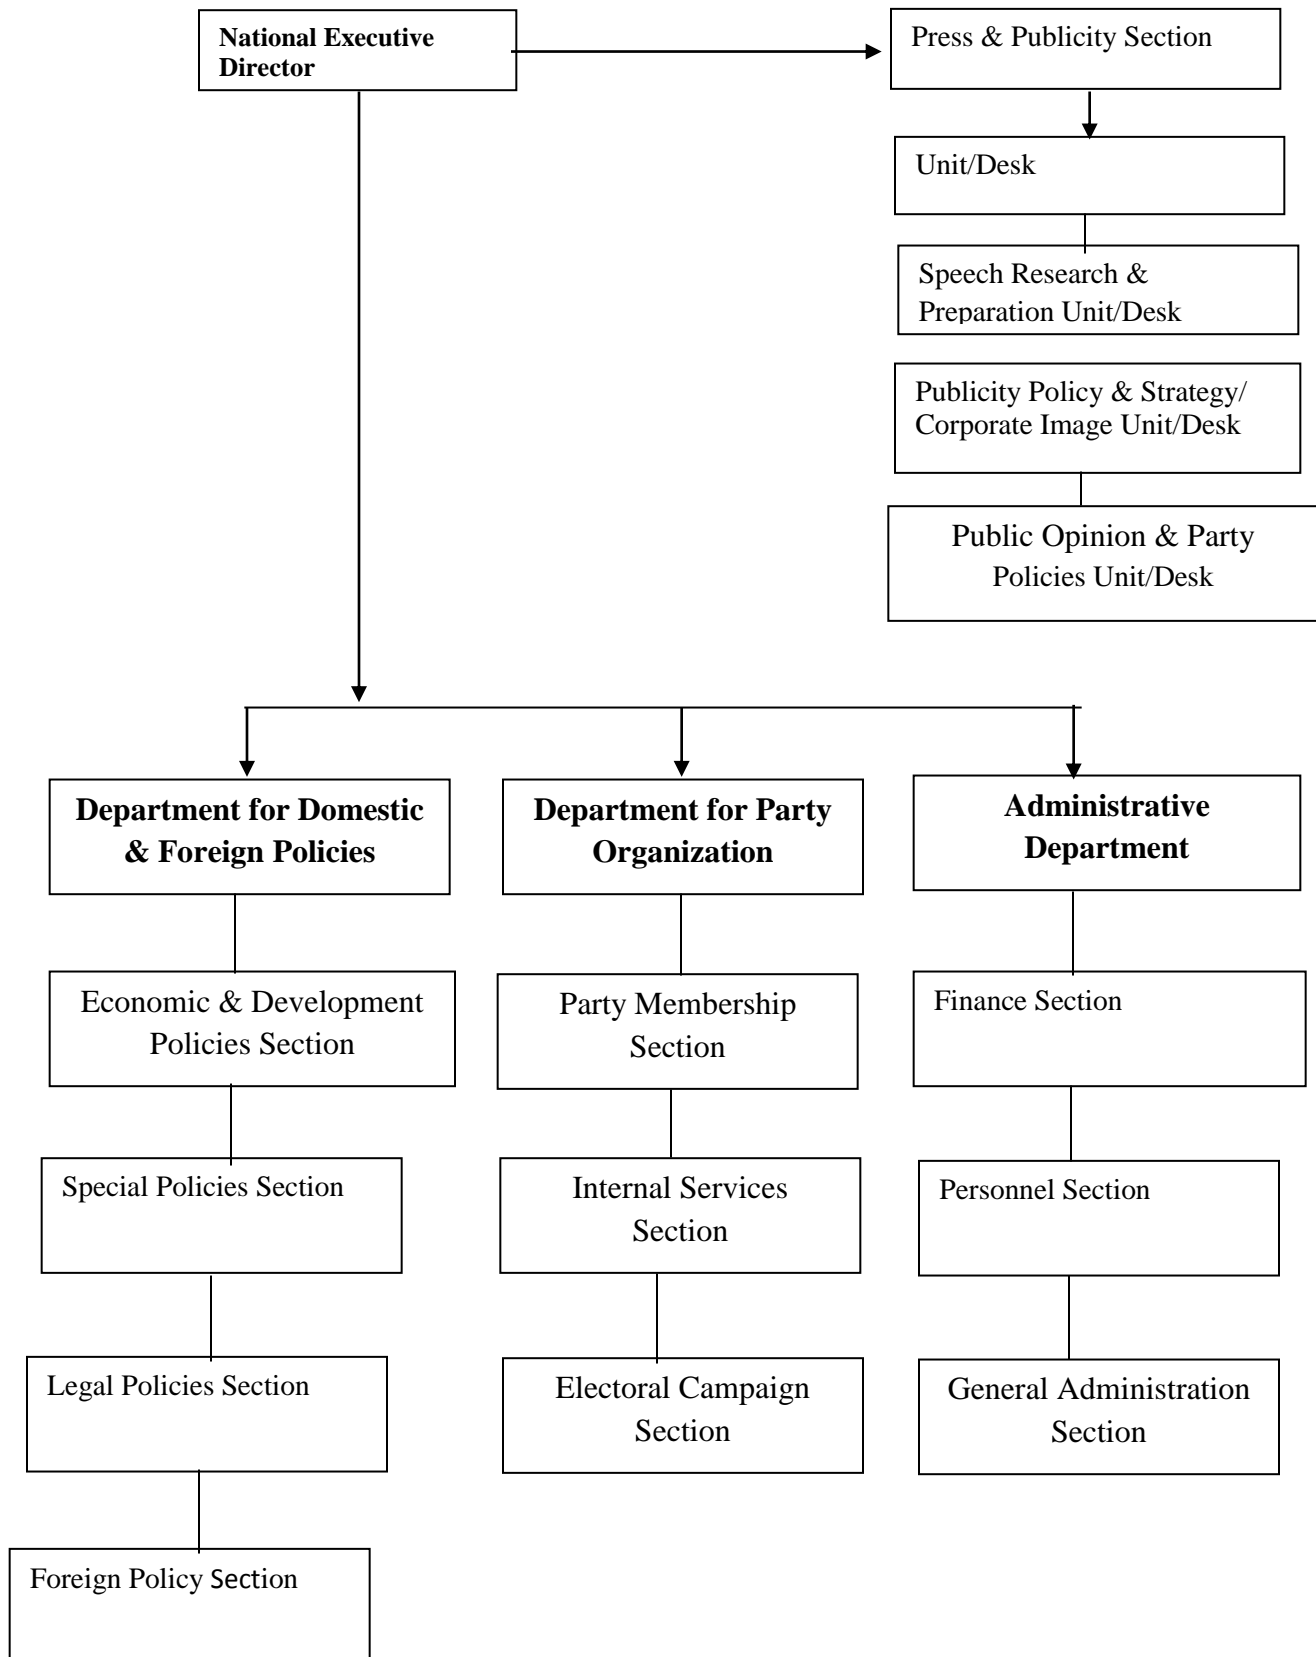 National Executive
Director
Press & Publicity Section
Unit/Desk
Speech Research &
Preparation Unit/Desk
Publicity Policy & Strategy/
Corporate Image Unit/Desk
Public Opinion & Party
Policies Unit/Desk
Department for Domestic
& Foreign Policies
Department for Party
Organization
Administrative
Department
Economic & Development
Policies Section
Party Membership
Section
Finance Section
Special Policies Section
Internal Services
Section
Personnel Section
Legal Policies Section
Electoral Campaign
Section
General Administration
Section
Foreign Policy Section